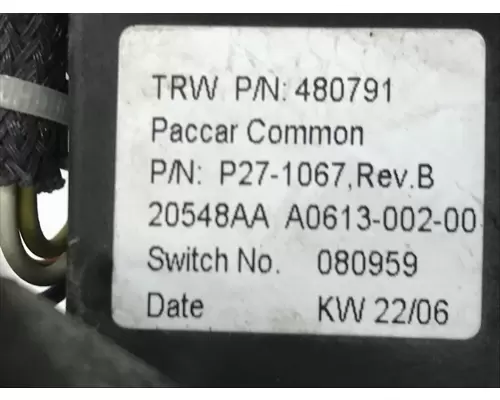 TRW P/N: 480791
Paccar Common
P/N: P27-1067,Rev.B
20548AA A0613-002-00
Switch No. 080959
Date KW 22/06